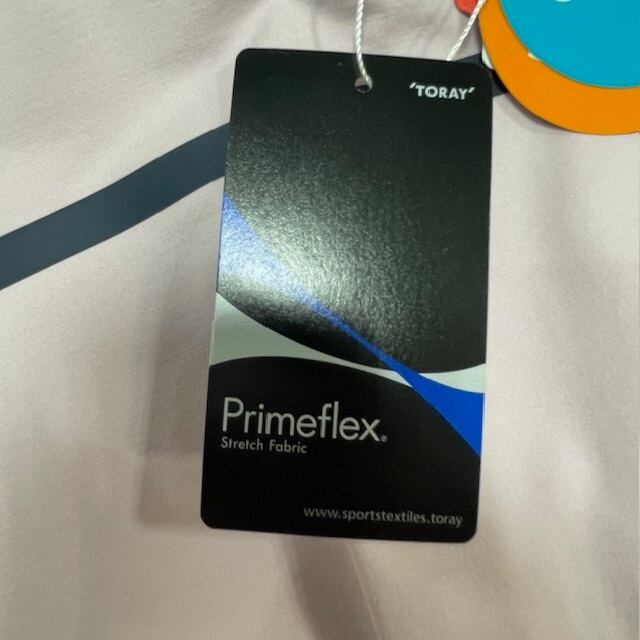 'TORAY'
Primeflex®
Stretch Fabric
www.sportstextiles.toray